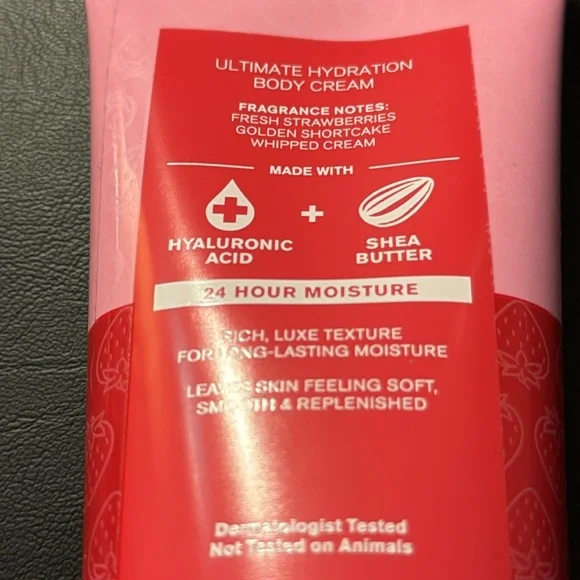 ULTIMATE HYDRATION
BODY CREAM
FRAGRANCE NOTES:
FRESH STRAWBERRIES
GOLDEN SHORTCAKE
WHIPPED CREAM
MADE WITH
HYALURONIC
ACID
+
SHEA
BUTTER
24 HOUR MOISTURE
RICH, LUXE TEXTURE
FOR LONG-LASTING MOISTURE
LEAVES SKIN FEELING SOFT,
SMOOTH & REPLENISHED
Dermatologist Tested
Not Tested on Animals